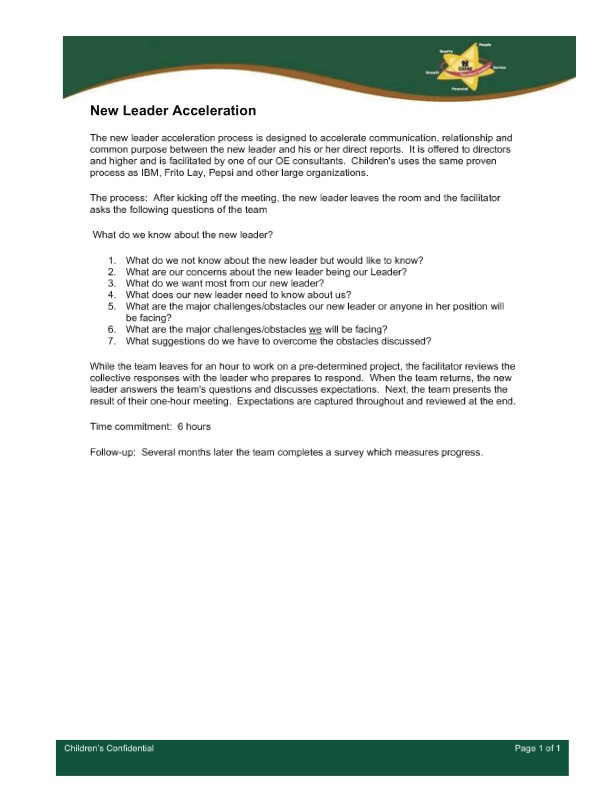 Quality
People
Growth
Service
Financial
New Leader Acceleration
The new leader acceleration process is designed to accelerate communication, relationship and
common purpose between the new leader and his or her direct reports.  It is offered to directors
and higher and is facilitated by one of our OE consultants.  Children's uses the same proven
process as IBM, Frito Lay, Pepsi and other large organizations.
The process:  After kicking off the meeting, the new leader leaves the room and the facilitator
asks the following questions of the team
What do we know about the new leader?
1. What do we not know about the new leader but would like to know?
2. What are our concerns about the new leader being our Leader?
3. What do we want most from our new leader?
4. What does our new leader need to know about us?
5. What are the major challenges/obstacles our new leader or anyone in her position will
be facing?
6. What are the major challenges/obstacles we will be facing?
7. What suggestions do we have to overcome the obstacles discussed?
While the team leaves for an hour to work on a pre-determined project, the facilitator reviews the
collective responses with the leader who prepares to respond.  When the team returns, the new
leader answers the team's questions and discusses expectations.  Next, the team presents the
result of their one-hour meeting.  Expectations are captured throughout and reviewed at the end.
Time commitment:  6 hours
Follow-up:  Several months later the team completes a survey which measures progress.
Children's Confidential
Page 1 of 1